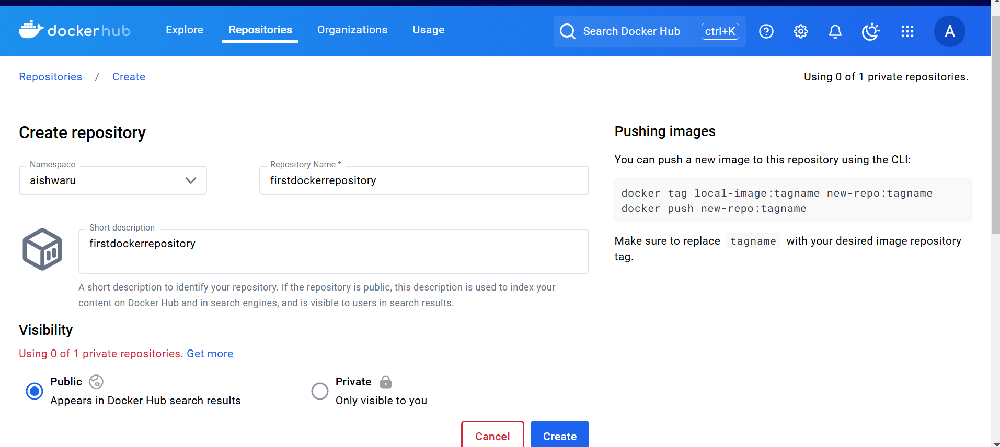 dockerhub Explore Repositories Organizations Usage Search Docker Hub ctrl+K A
Repositories / Create Using 0 of 1 private repositories.
Create repository
Namespace
aishwaru
Repository Name *
firstdockerrepository
Short description
firstdockerrepository
A short description to identify your repository. If the repository is public, this description is used to index your
content on Docker Hub and in search engines, and is visible to users in search results.
Visibility
Using 0 of 1 private repositories. Get more
Public
Appears in Docker Hub search results
Private
Only visible to you
Cancel Create
Pushing images
You can push a new image to this repository using the CLI:
docker tag local-image:tagname new-repo:tagname
docker push new-repo:tagname
Make sure to replace tagname with your desired image repository
tag.